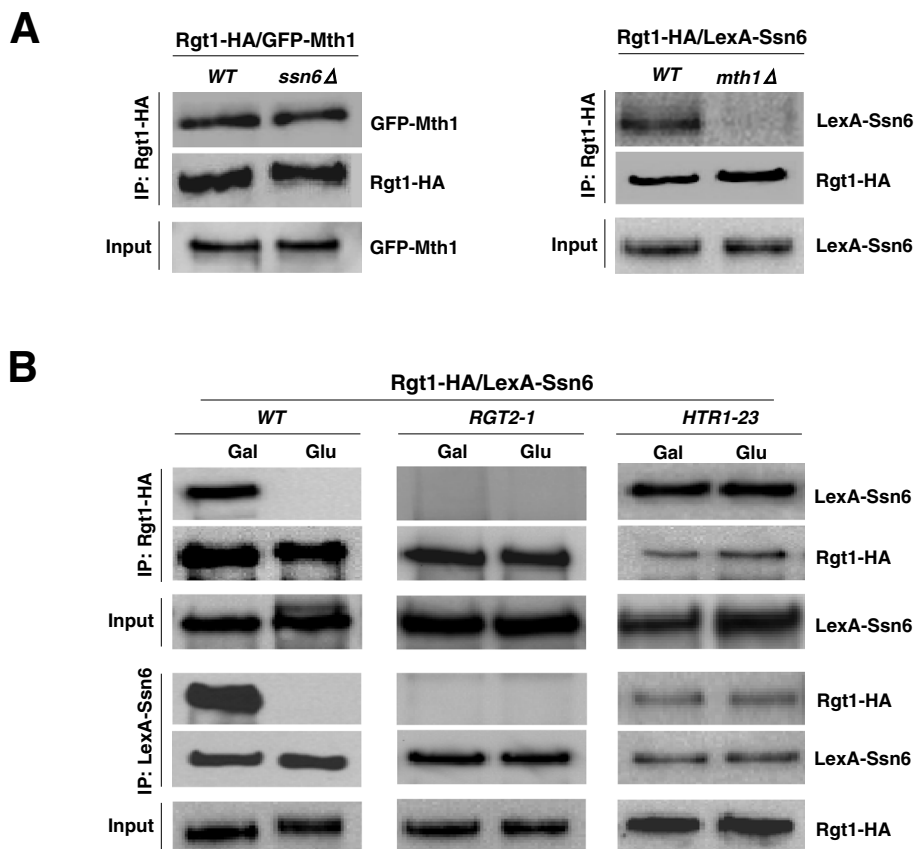 A
Rgt1-HA/GFP-Mth1
WT ssn6Δ
IP: Rgt1-HA
GFP-Mth1
Rgt1-HA
Input
GFP-Mth1
Rgt1-HA/LexA-Ssn6
WT mth1Δ
IP: Rgt1-HA
LexA-Ssn6
Rgt1-HA
Input
LexA-Ssn6
B
Rgt1-HA/LexA-Ssn6
WT RGT2-1 HTR1-23
Gal Glu Gal Glu Gal Glu
IP: Rgt1-HA
LexA-Ssn6
Rgt1-HA
Input
LexA-Ssn6
IP: LexA-Ssn6
Rgt1-HA
LexA-Ssn6
Input
Rgt1-HA